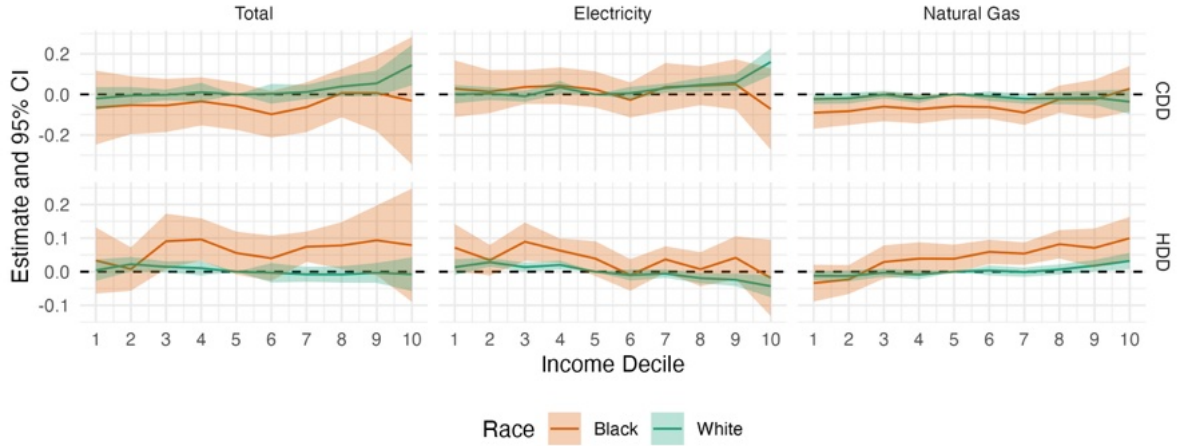 Total Electricity Natural Gas
Estimate and 95% CI
0.2
0.0
-0.2
CDD
0.2
0.1
0.0
-0.1
HDD
1 2 3 4 5 6 7 8 9 10 1 2 3 4 5 6 7 8 9 10 1 2 3 4 5 6 7 8 9 10
Income Decile
Race Black White